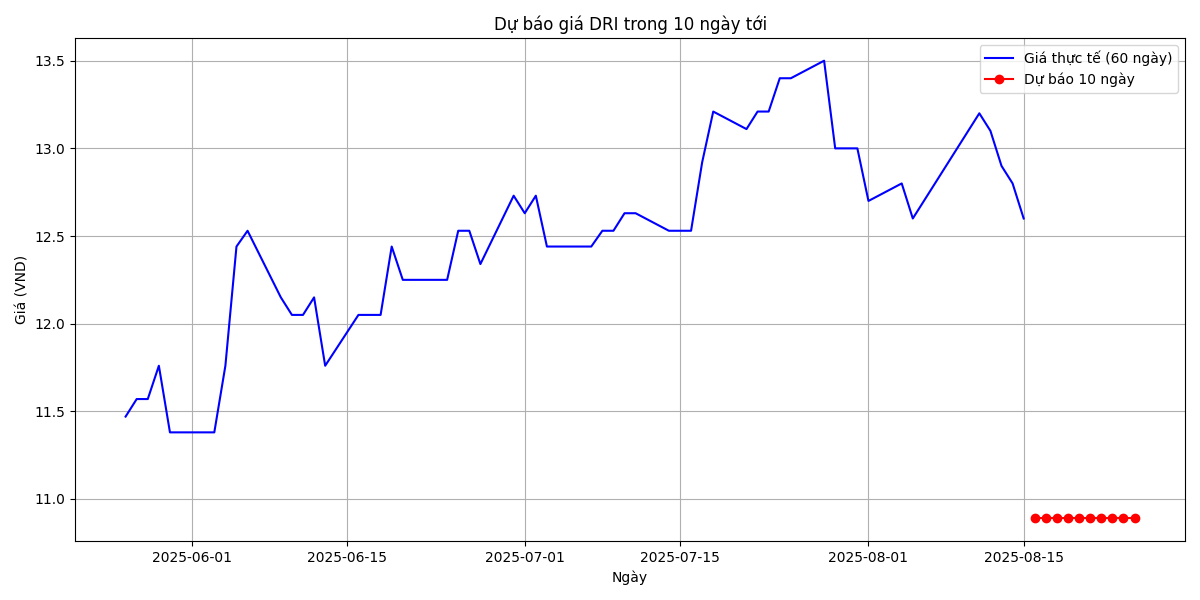 Dự báo giá DRI trong 10 ngày tới
Giá thực tế (60 ngày)
Dự báo 10 ngày
Giá (VND)
13.5
13.0
12.5
12.0
11.5
11.0
2025-06-01
2025-06-15
2025-07-01
2025-07-15
2025-08-01
2025-08-15
Ngày